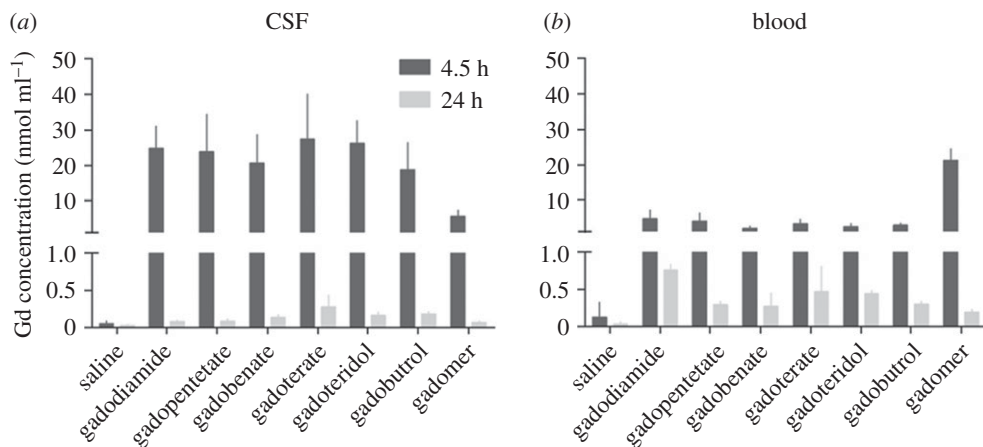 (a) CSF
Gd concentration (nmol ml⁻¹)
50
40
30
20
10
1.0
0.5
0
4.5 h
24 h
saline
gadodiamide
gadopentetate
gadobenate
gadoterate
gadoteridol
gadobutrol
gadomer
(b) blood
50
40
30
20
10
1.0
0.5
0
saline
gadodiamide
gadopentetate
gadobenate
gadoterate
gadoteridol
gadobutrol
gadomer